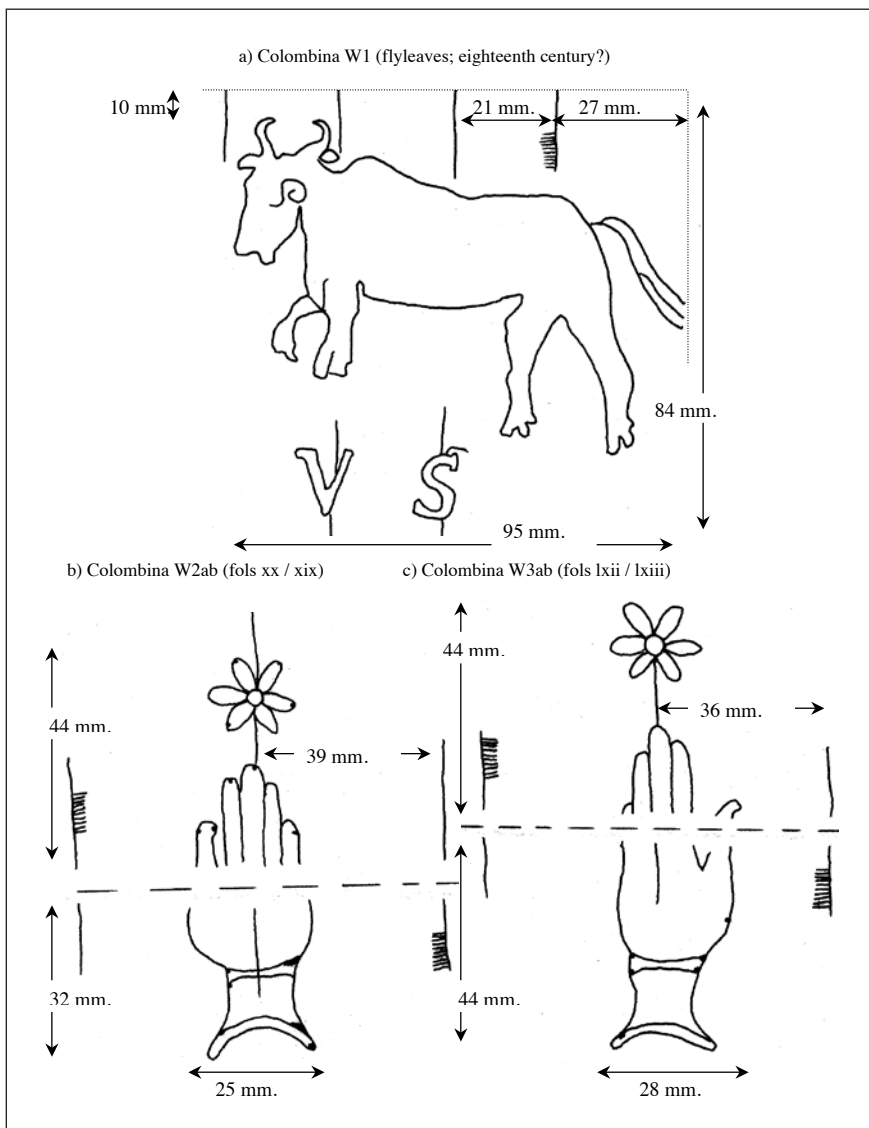 a) Colombina W1 (flyleaves; eighteenth century?)
10 mm.
21 mm.
27 mm.
84 mm.
V S
95 mm.
b) Colombina W2ab (fols xx / xix)
c) Colombina W3ab (fols lxii / lxiii)
44 mm.
44 mm.
36 mm.
39 mm.
32 mm.
44 mm.
25 mm.
28 mm.